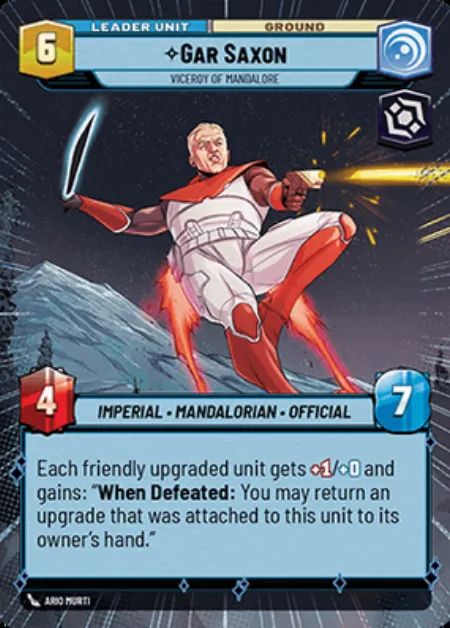 LEADER UNIT
GROUND
6
GAR SAXON
VICEROY OF MANDALORE
4
IMPERIAL • MANDALORIAN • OFFICIAL
7
Each friendly upgraded unit gets +1/+0 and
gains: “When Defeated: You may return an
upgrade that was attached to this unit to its
owner’s hand.”
ARIO MURTI